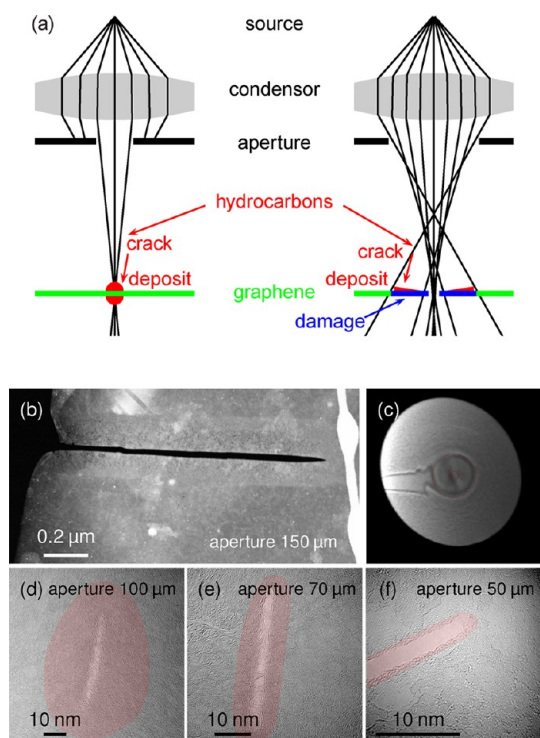 (a)
source
condensor
aperture
hydrocarbons
crack
crack
deposit
deposit
graphene
damage
(b)
(c)
0.2 µm
aperture 150 µm
(d) aperture 100 µm
(e) aperture 70 µm
(f) aperture 50 µm
10 nm
10 nm
10 nm